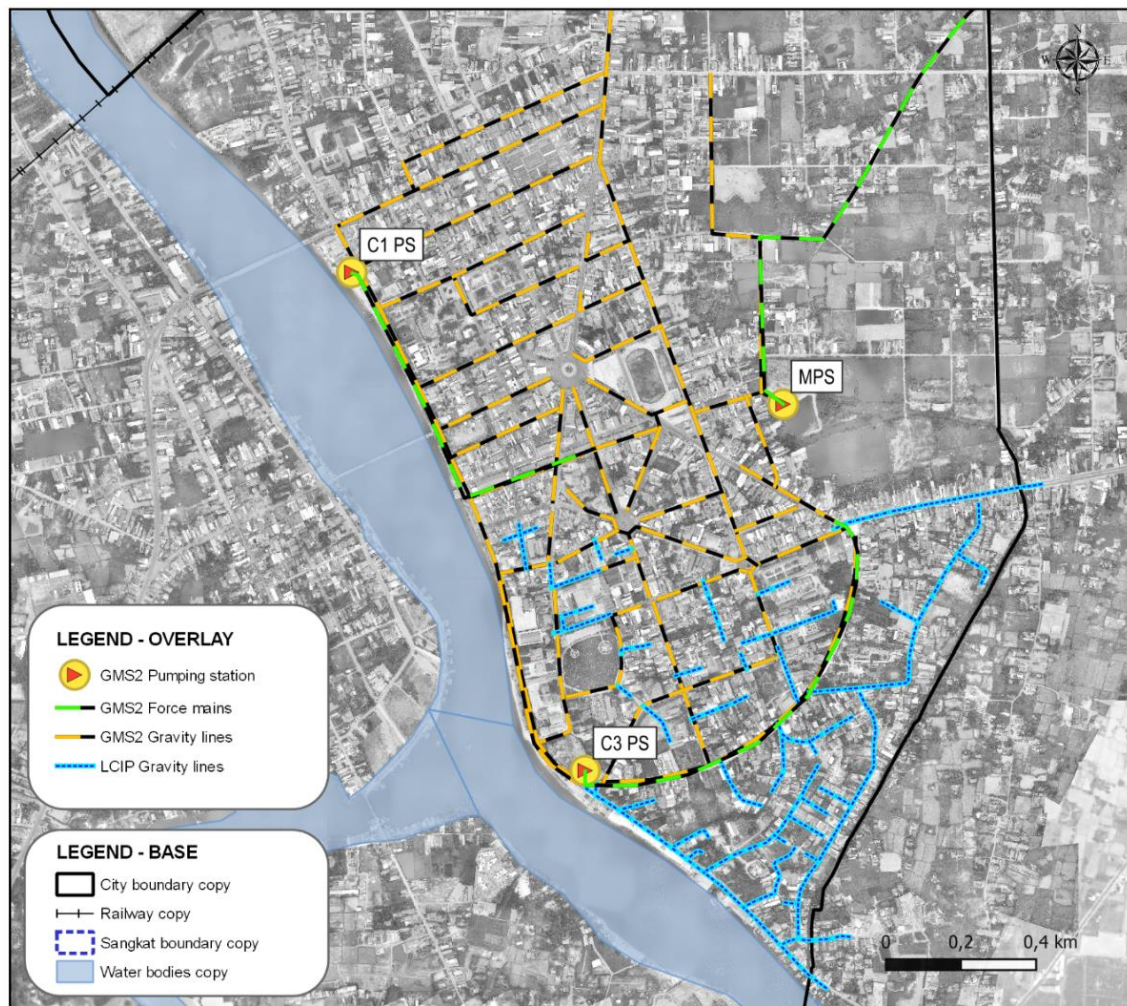 N
W E
S
C1 PS
MPS
C3 PS
LEGEND - OVERLAY
GMS2 Pumping station
GMS2 Force mains
GMS2 Gravity lines
LCIP Gravity lines
LEGEND - BASE
City boundary copy
Railway copy
Sangkat boundary copy
Water bodies copy
0 0,2 0,4 km